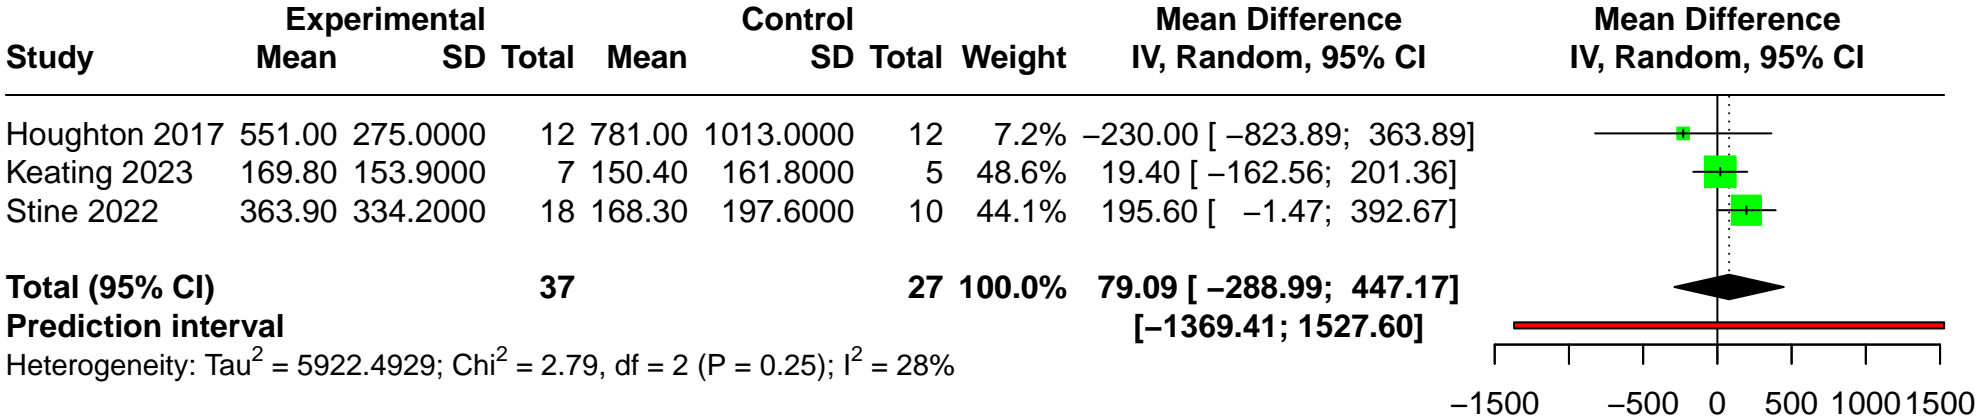 Experimental Control Mean Difference Mean Difference
Study Mean SD Total Mean SD Total Weight IV, Random, 95% CI IV, Random, 95% CI
Houghton 2017 551.00 275.0000 12 781.00 1013.0000 12 7.2% −230.00 [ −823.89; 363.89]
Keating 2023 169.80 153.9000 7 150.40 161.8000 5 48.6% 19.40 [ −162.56; 201.36]
Stine 2022 363.90 334.2000 18 168.30 197.6000 10 44.1% 195.60 [ −1.47; 392.67]
Total (95% CI) 37 27 100.0% 79.09 [ −288.99; 447.17]
Prediction interval [−1369.41; 1527.60]
Heterogeneity: Tau² = 5922.4929; Chi² = 2.79, df = 2 (P = 0.25); I² = 28%
−1500 −500 0 500 1000 1500